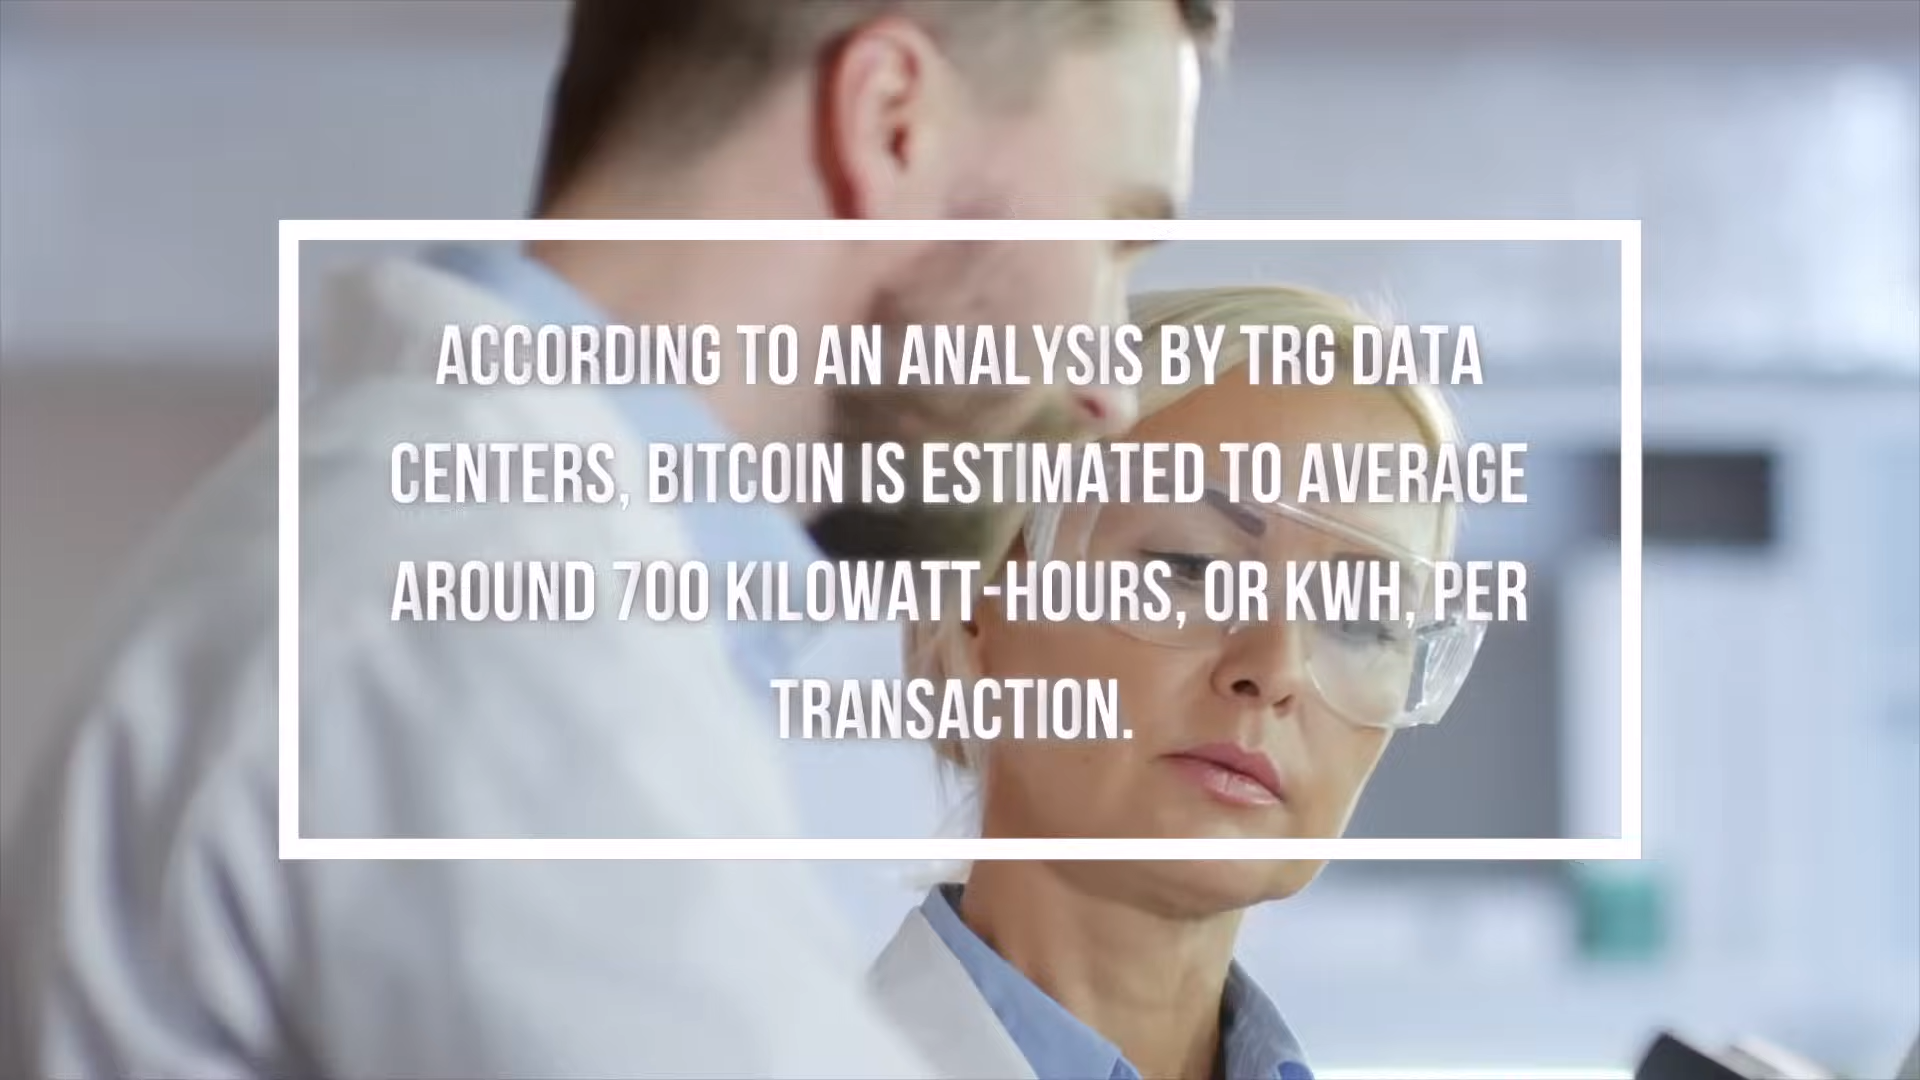 ACCORDING TO AN ANALYSIS BY TRG DATA
CENTERS, BITCOIN IS ESTIMATED TO AVERAGE
AROUND 700 KILOWATT-HOURS, OR KWH, PER
TRANSACTION.